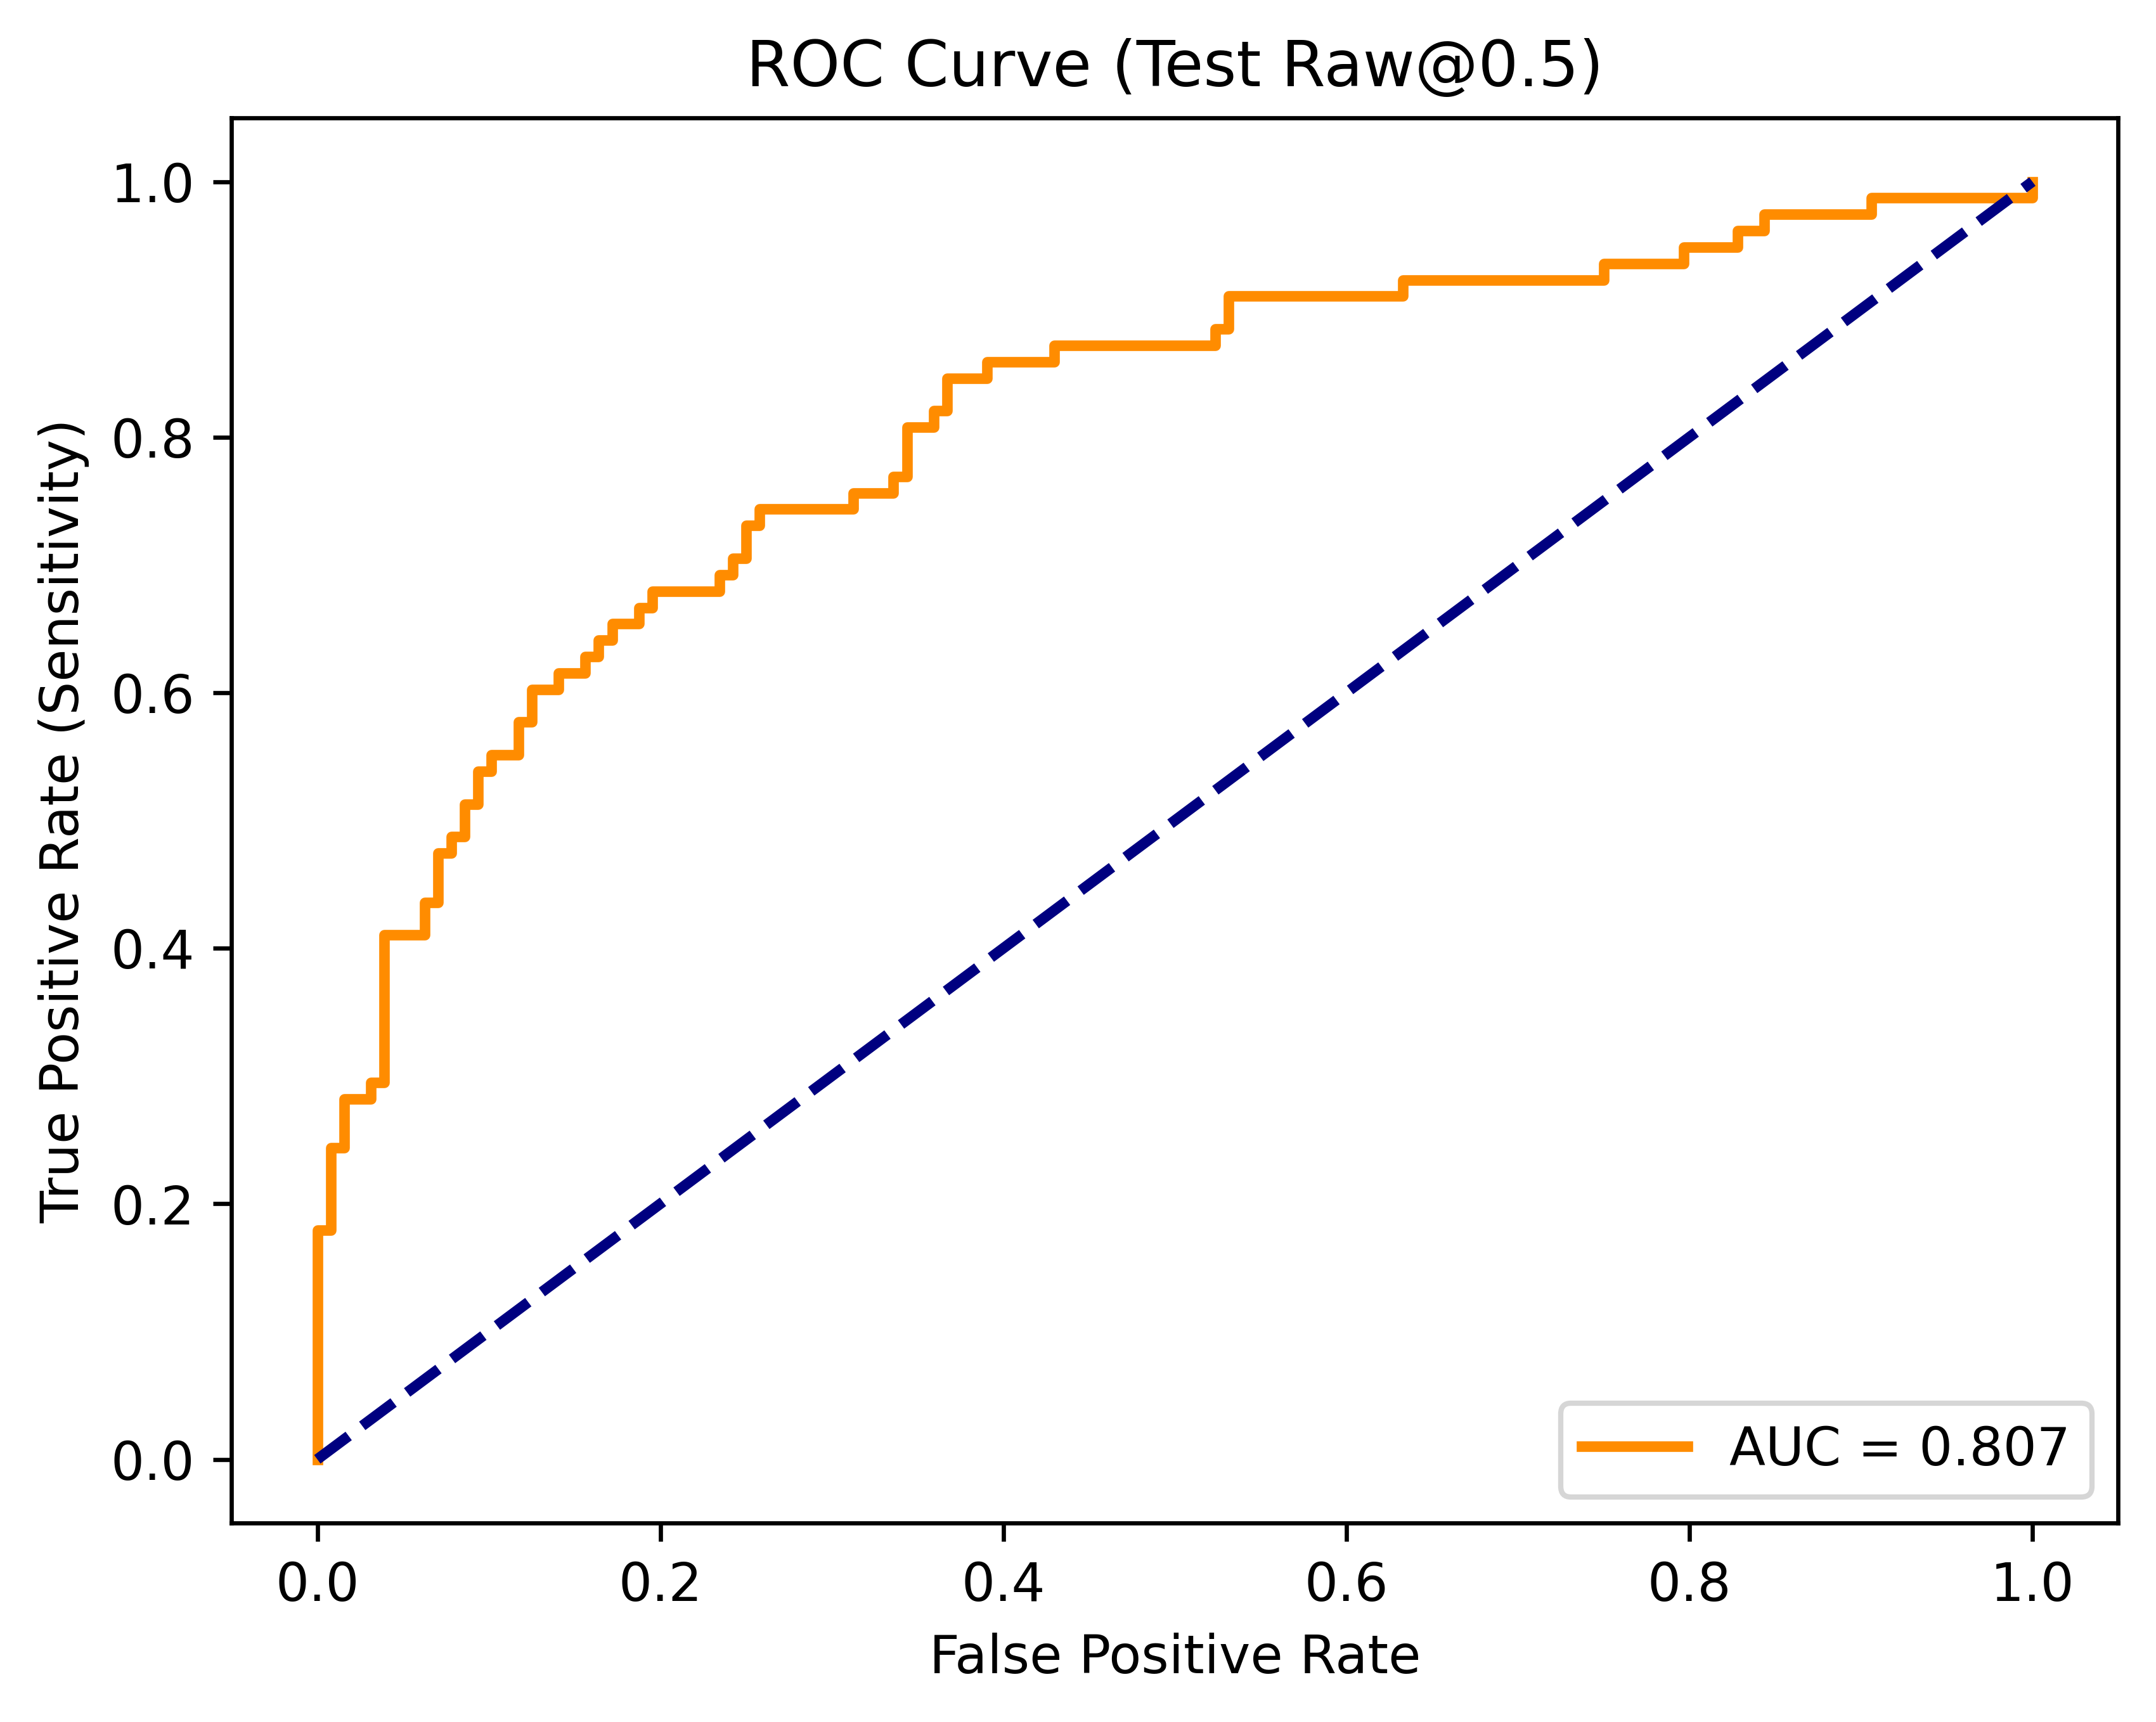 ROC Curve (Test Raw@0.5)
True Positive Rate (Sensitivity)
1.0
0.8
0.6
0.4
0.2
0.0
AUC = 0.807
0.0 0.2 0.4 0.6 0.8 1.0
False Positive Rate